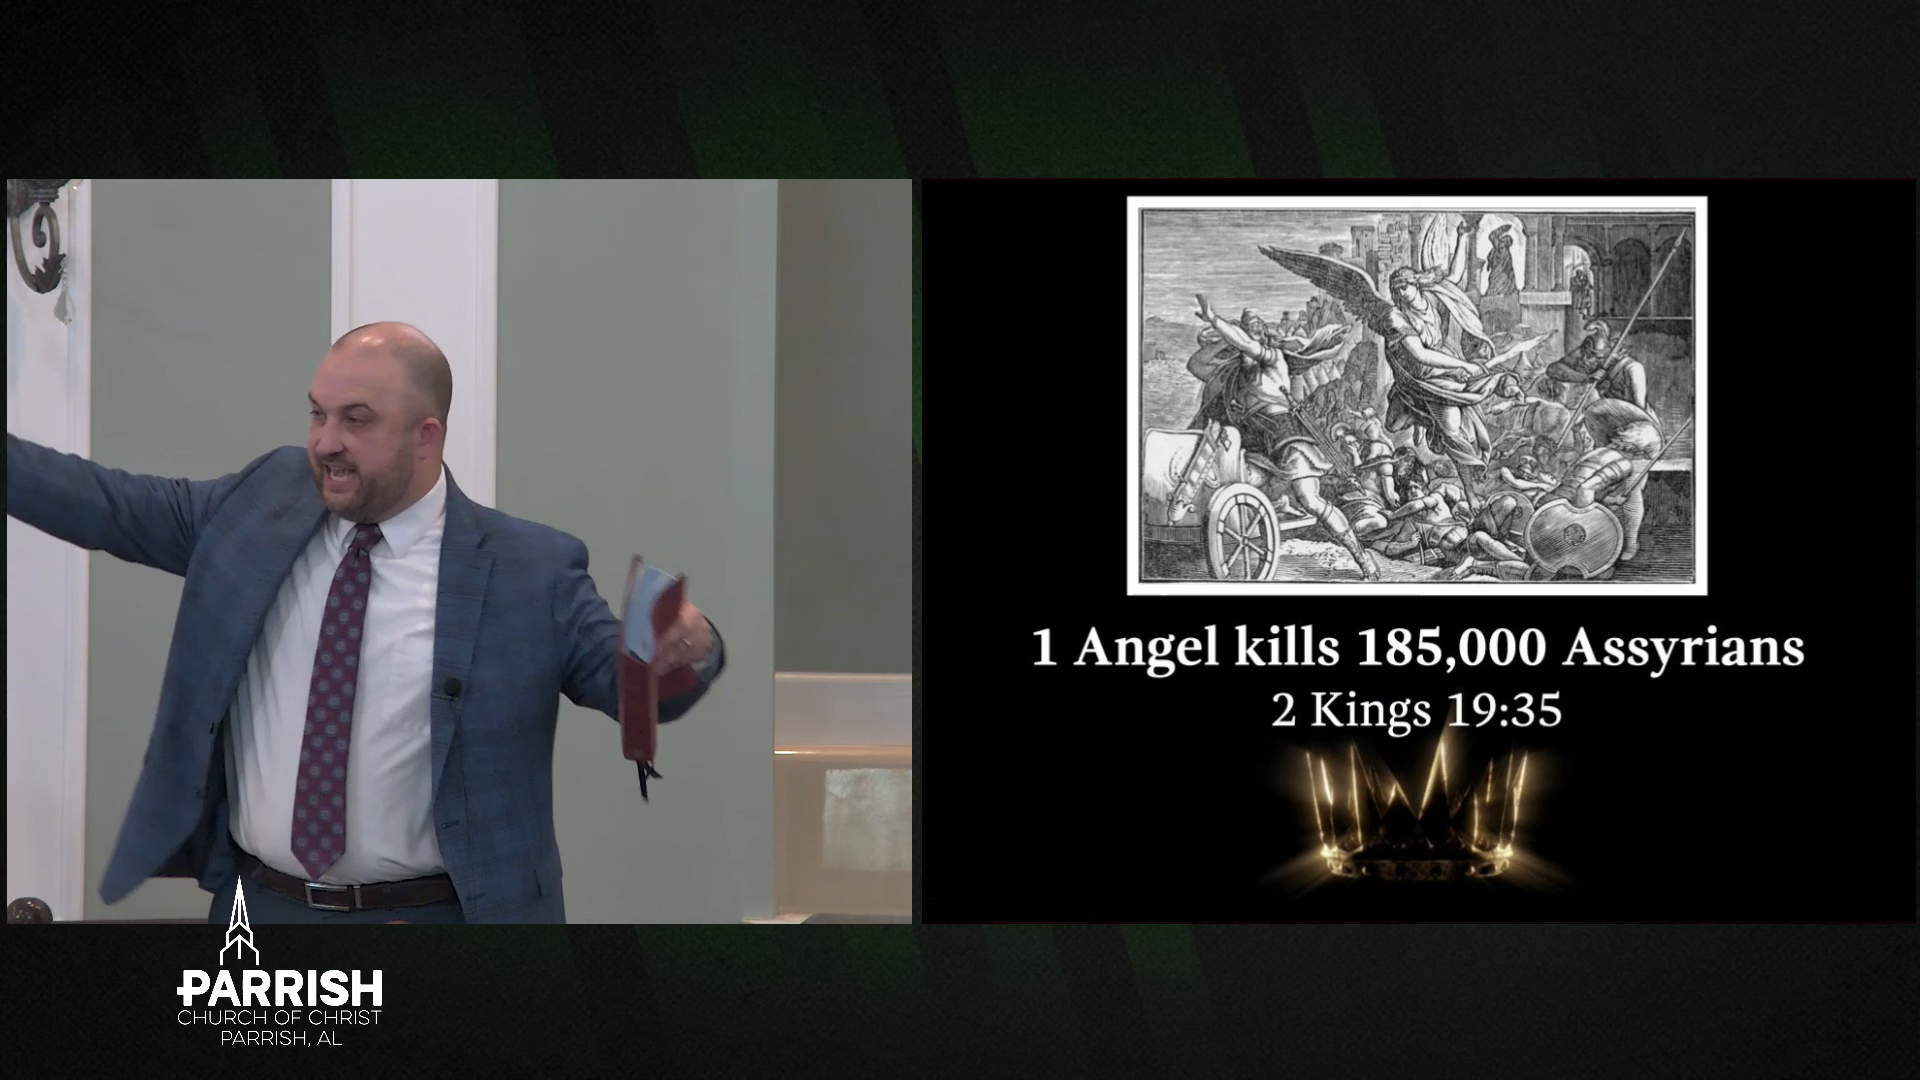 1 Angel kills 185,000 Assyrians
2 Kings 19:35
PARRISH
CHURCH OF CHRIST
PARRISH, AL